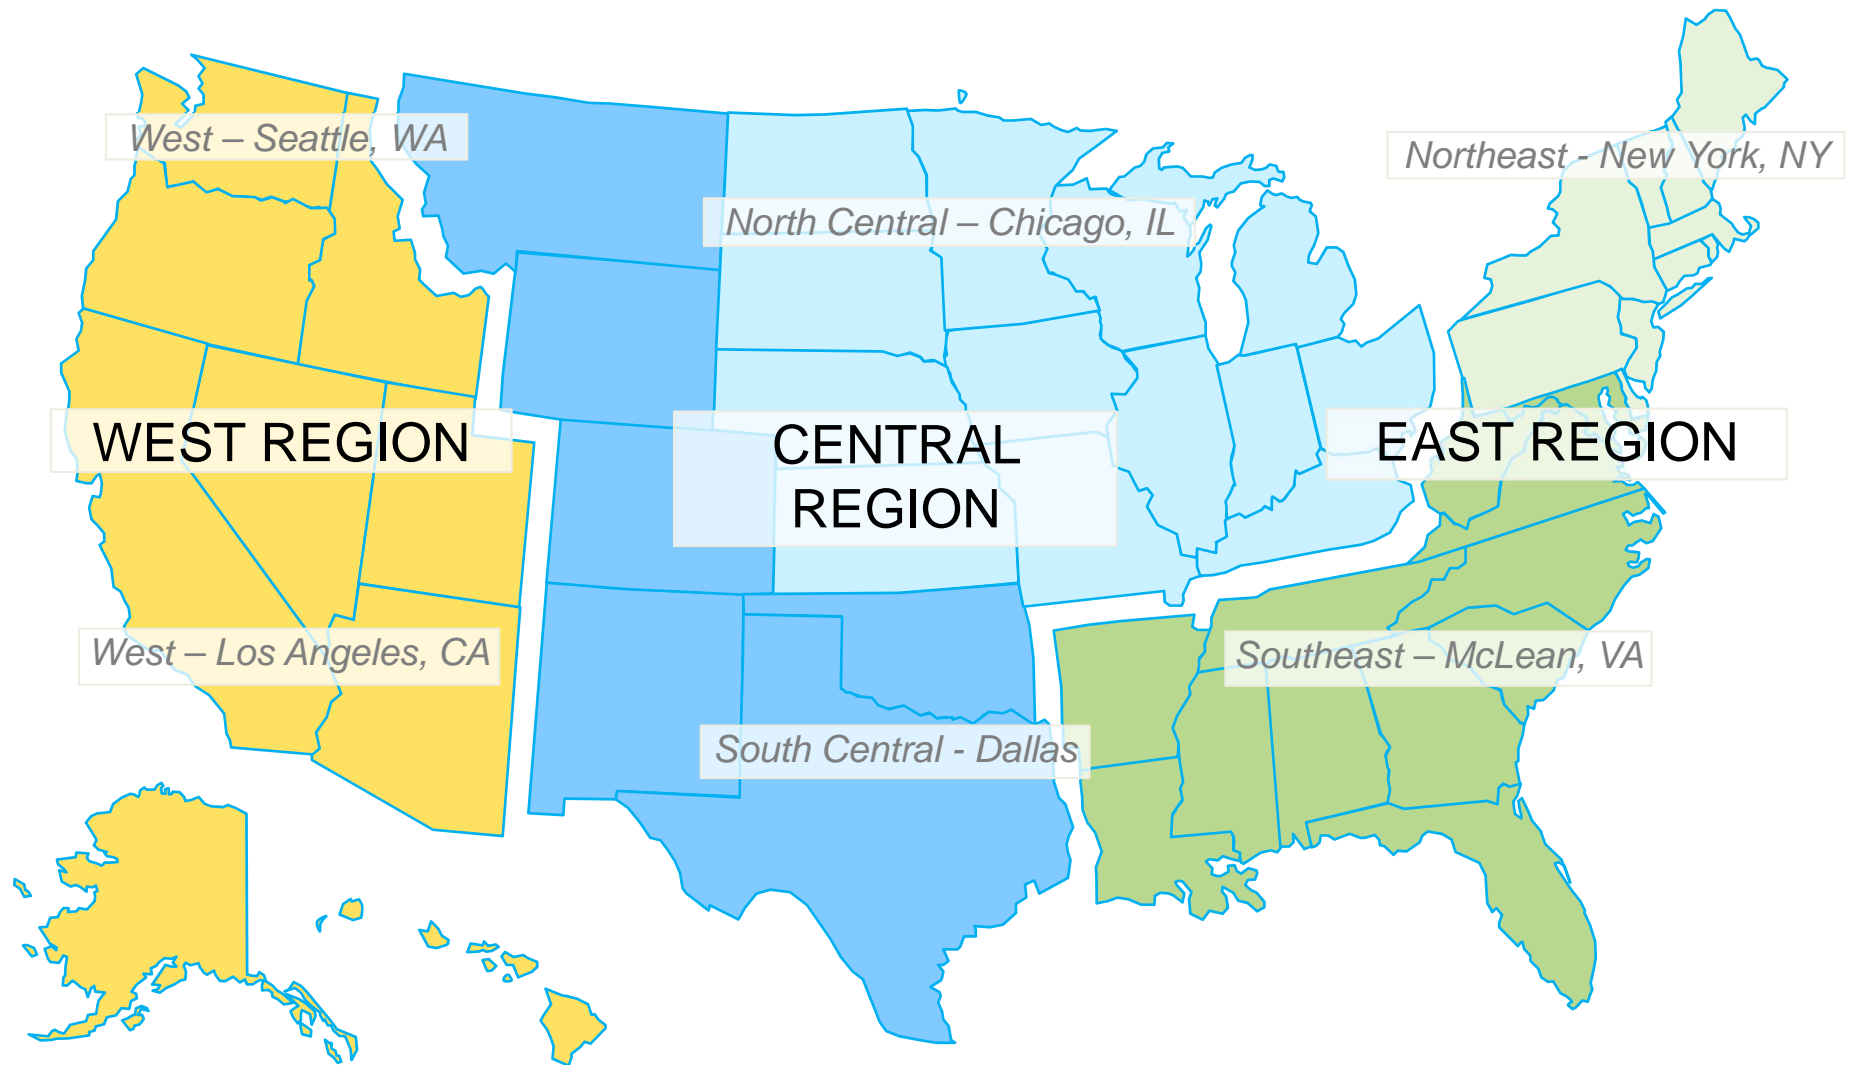 West – Seattle, WA
Northeast - New York, NY
North Central – Chicago, IL
WEST REGION
CENTRAL
REGION
EAST REGION
West – Los Angeles, CA
Southeast – McLean, VA
South Central - Dallas